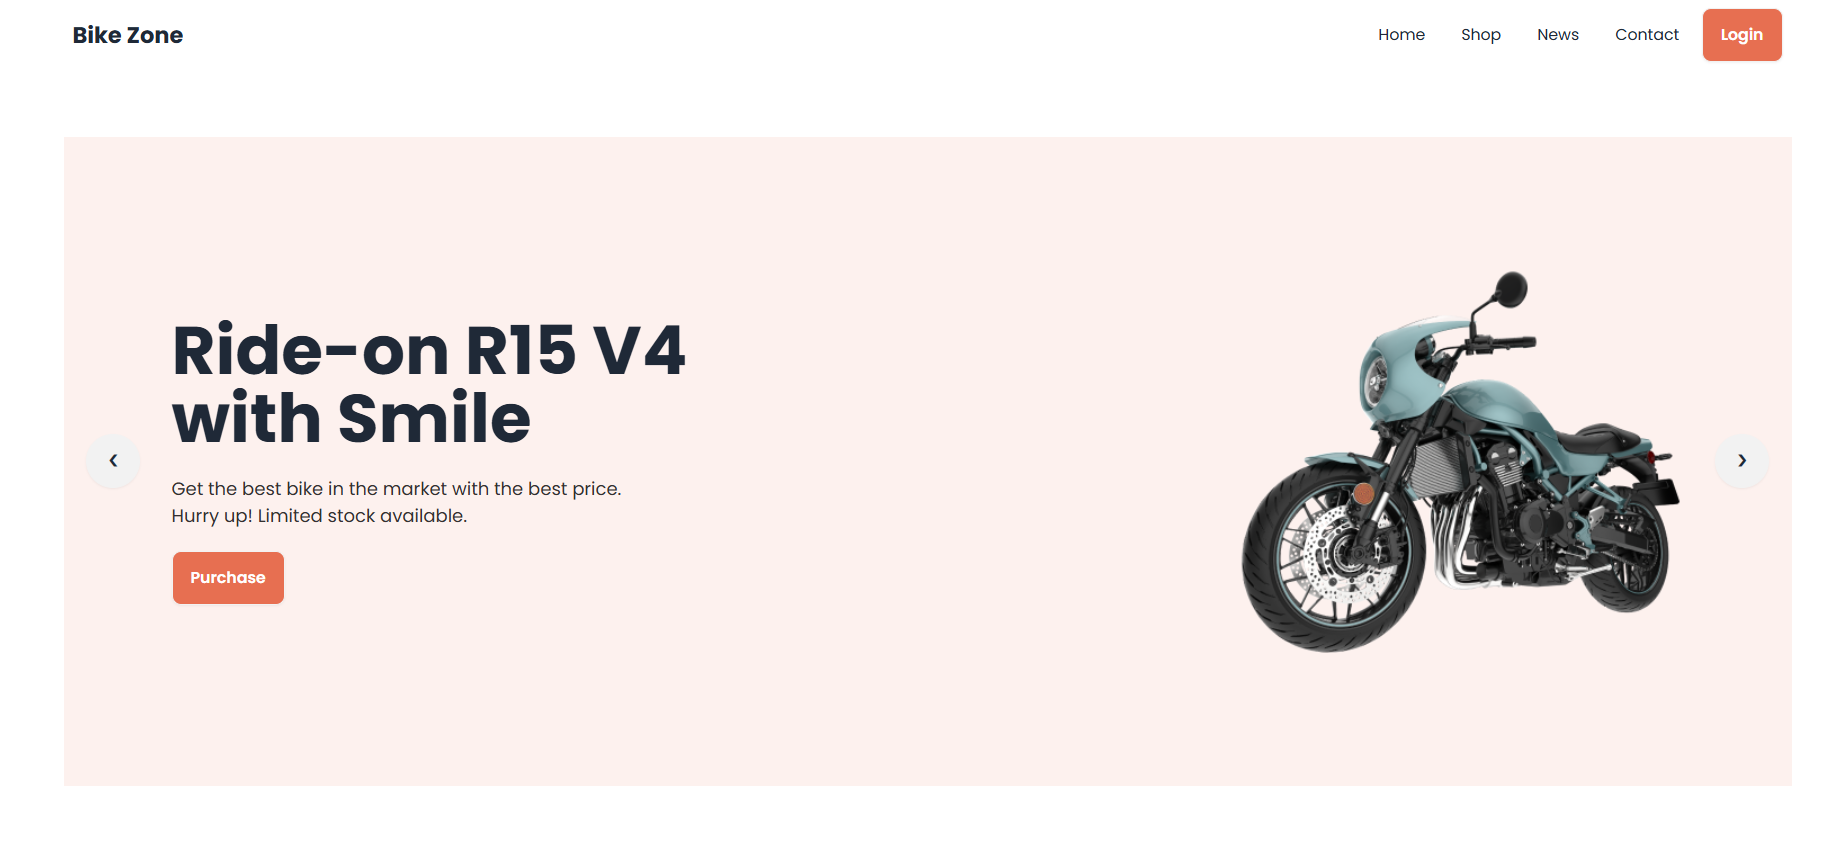 Bike Zone
Home
Shop
News
Contact
Login
Ride-on R15 V4
with Smile
Get the best bike in the market with the best price.
Hurry up! Limited stock available.
Purchase